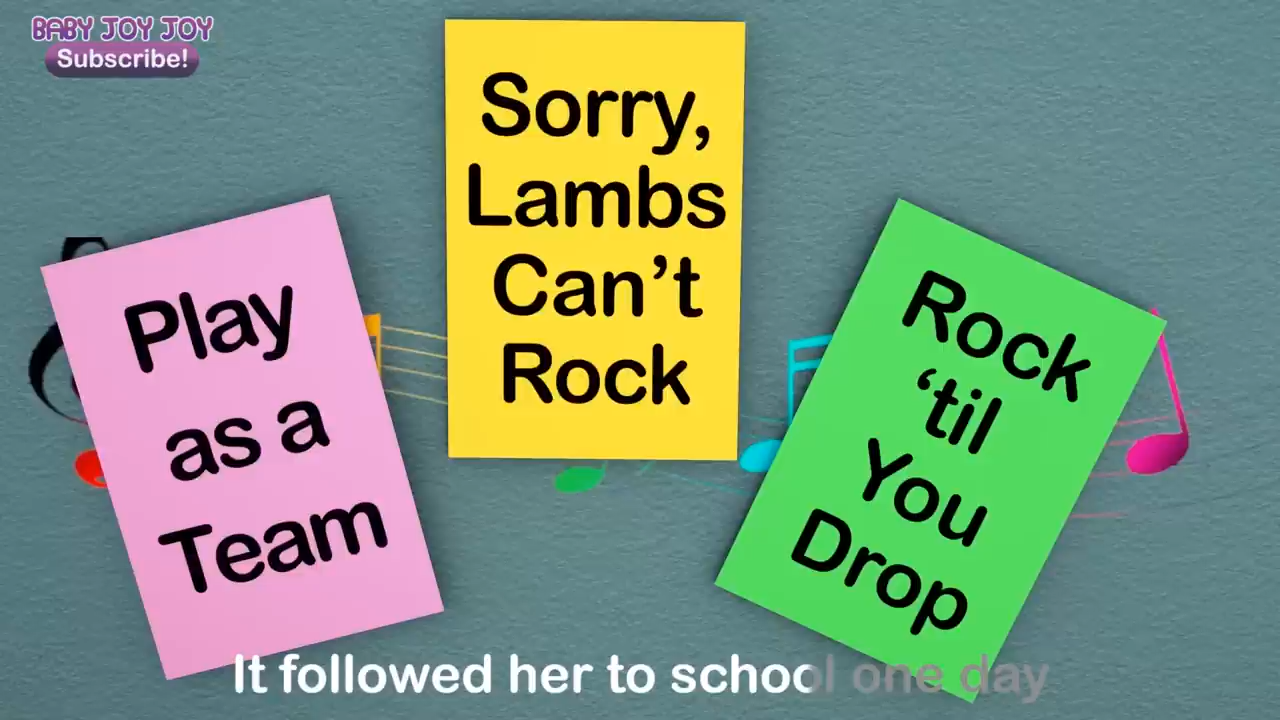 BABY JOY JOY
Subscribe!
Sorry,
Lambs
Can’t
Rock
Play
as a
Team
Rock
‘til
You
Drop
It followed her to school one day